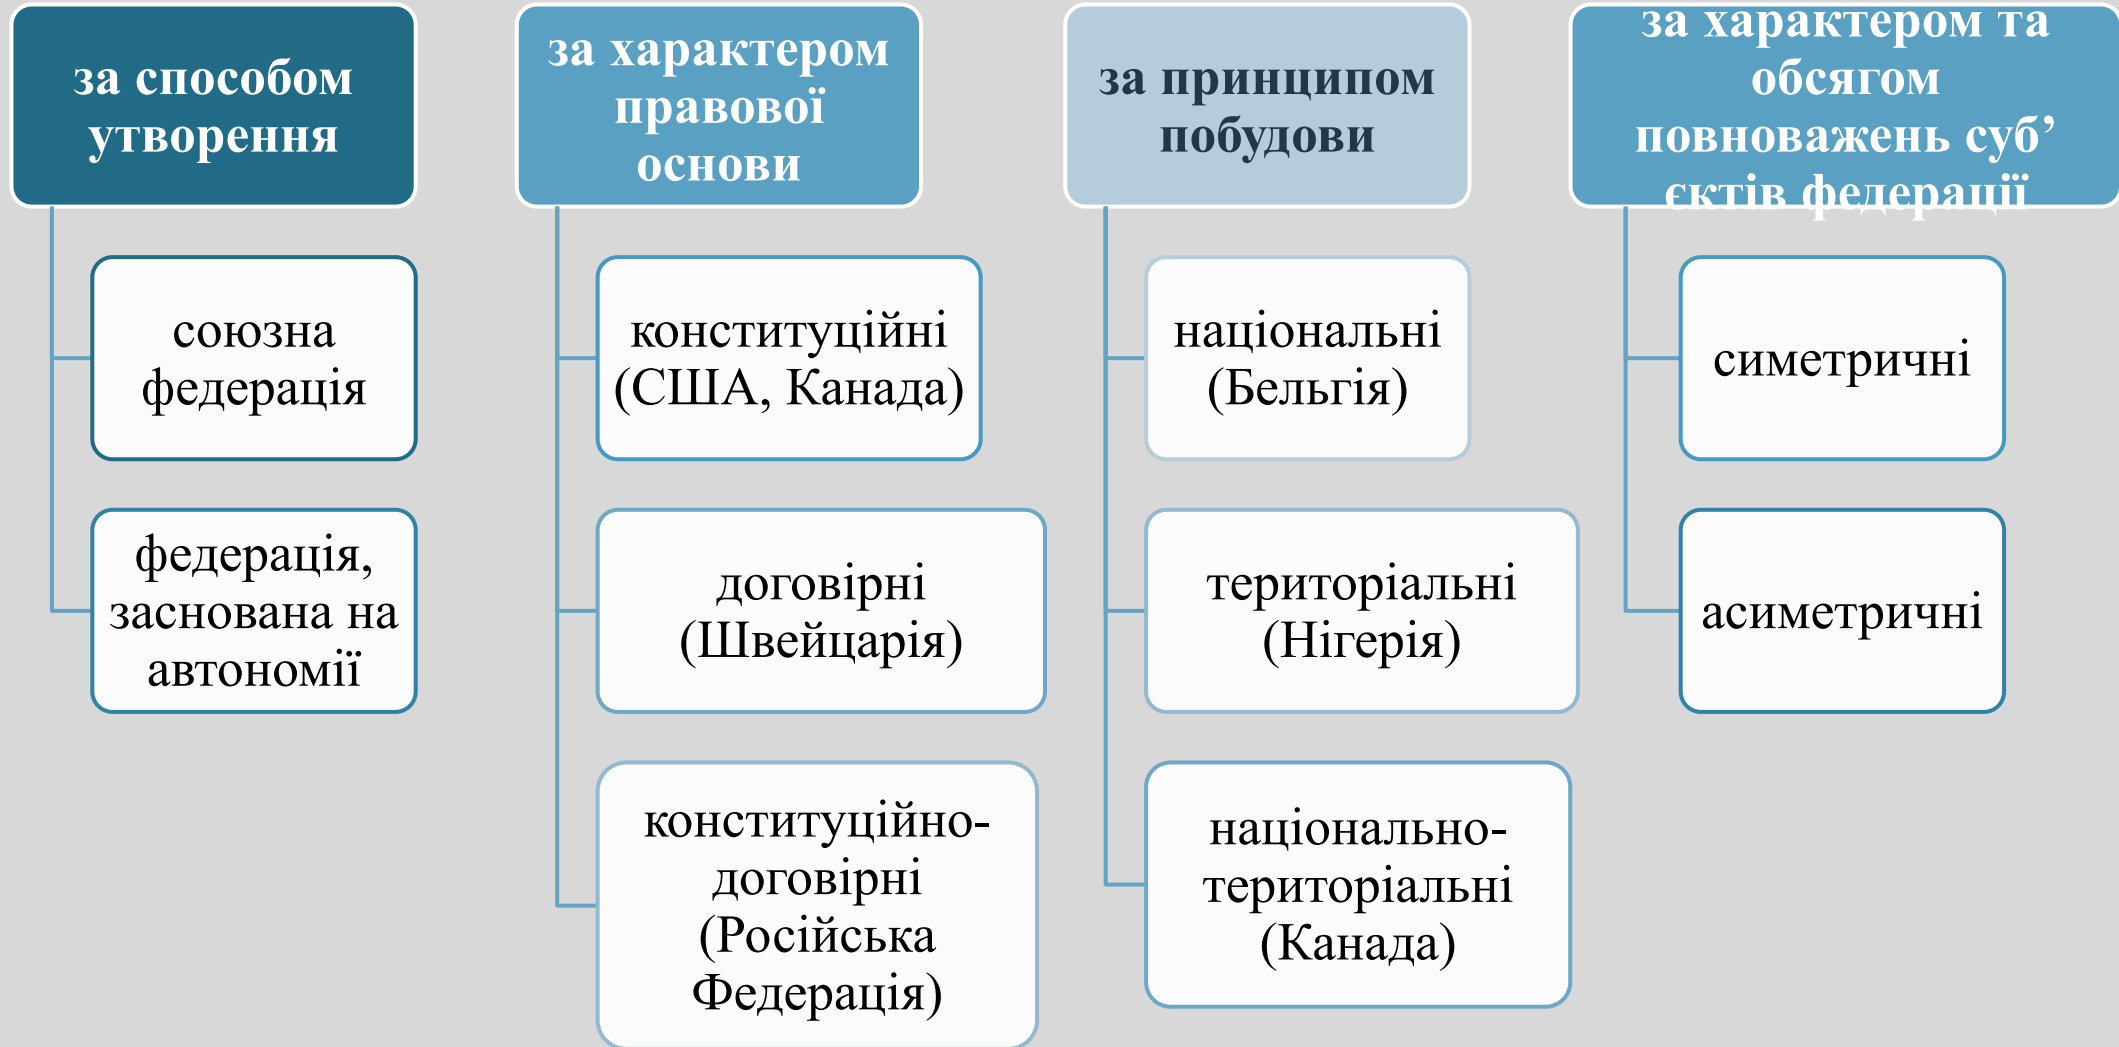 за способом
утворення
союзна
федерація
федерація,
заснована на
автономії
за характером
правової
основи
конституційні
(США, Канада)
договірні
(Швейцарія)
конституційно-
договірні
(Російська
Федерація)
за принципом
побудови
національні
(Бельгія)
територіальні
(Нігерія)
національно-
територіальні
(Канада)
за характером та
обсягом
повноважень суб’
єктів федерації
симетричні
асиметричні